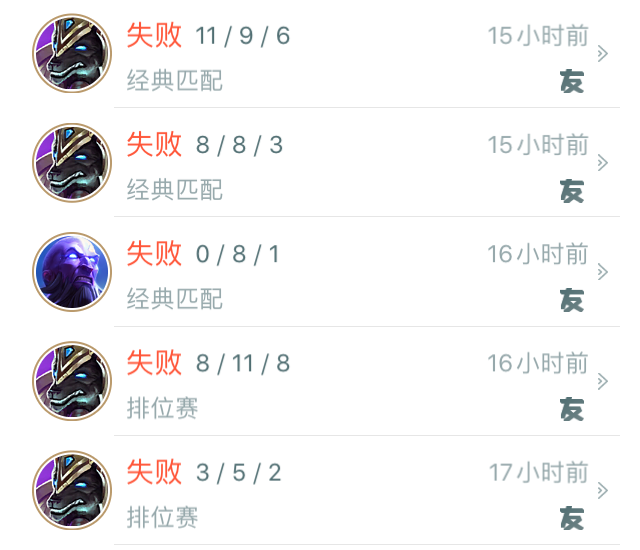 失败 11 / 9 / 6 15小时前
经典匹配 友
失败 8 / 8 / 3 15小时前
经典匹配 友
失败 0 / 8 / 1 16小时前
经典匹配 友
失败 8 / 11 / 8 16小时前
排位赛 友
失败 3 / 5 / 2 17小时前
排位赛 友